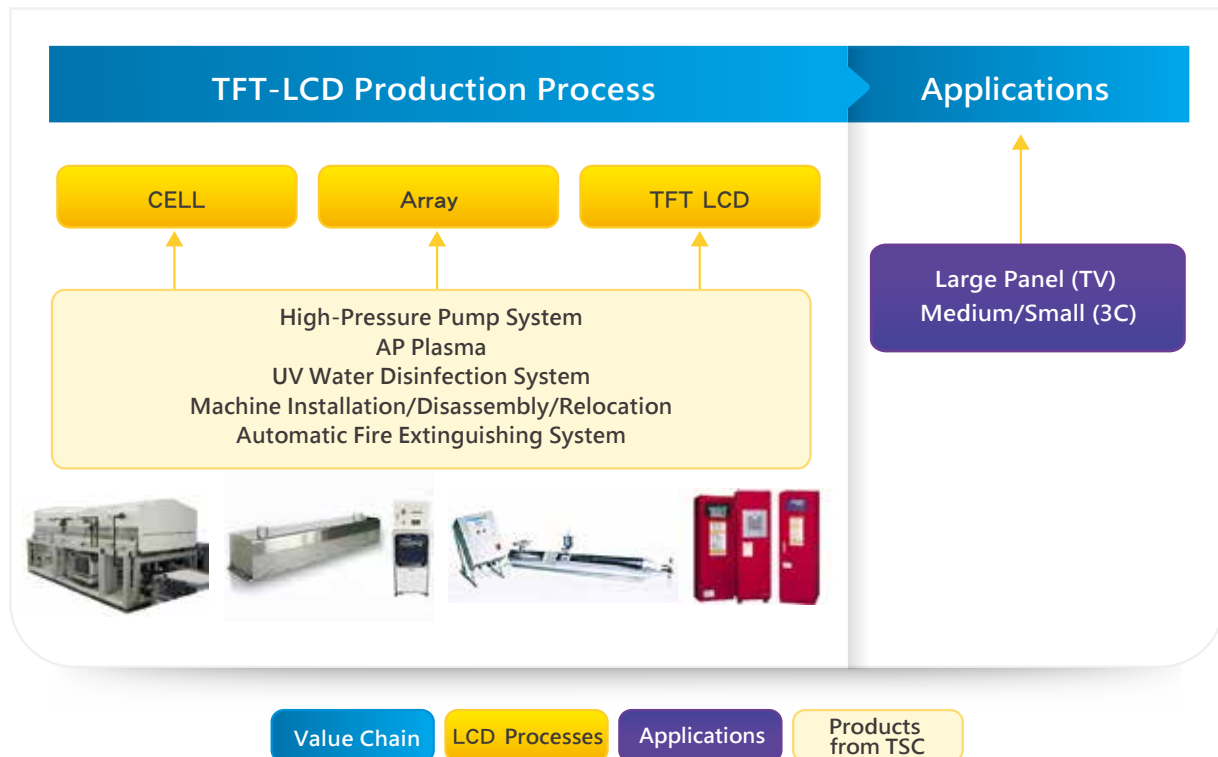 TFT-LCD Production Process
Applications
CELL
Array
TFT LCD
Large Panel (TV)
Medium/Small (3C)
High-Pressure Pump System
AP Plasma
UV Water Disinfection System
Machine Installation/Disassembly/Relocation
Automatic Fire Extinguishing System
Value Chain
LCD Processes
Applications
Products
from TSC